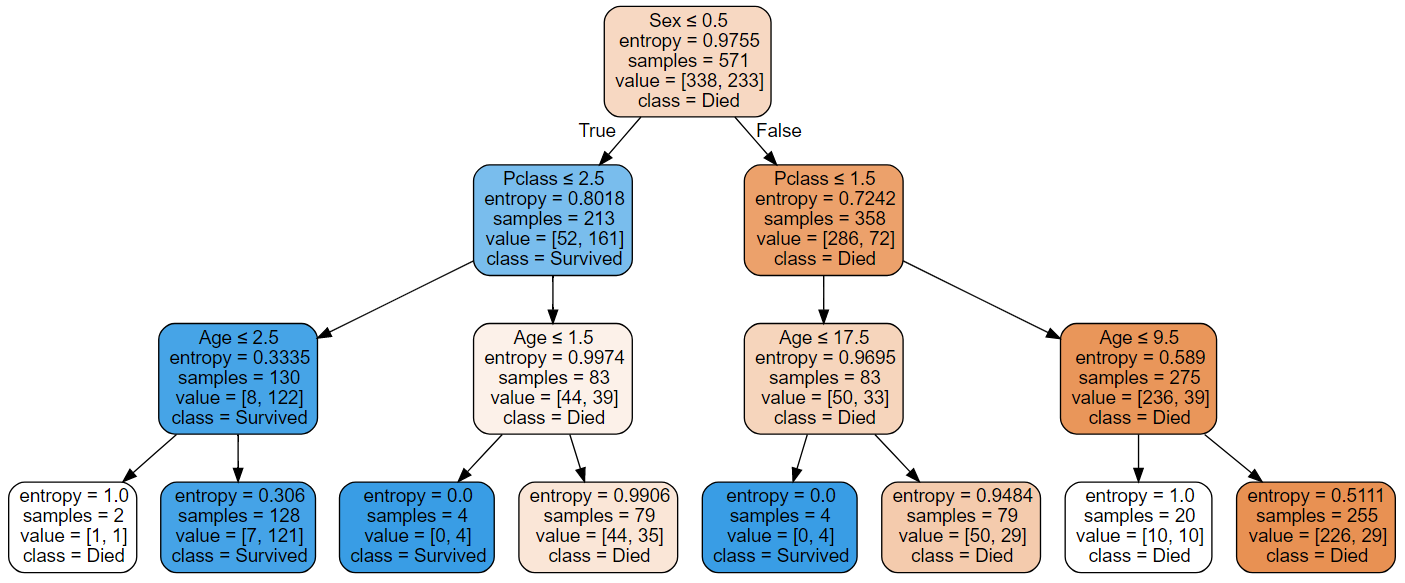 Sex ≤ 0.5
entropy = 0.9755
samples = 571
value = [338, 233]
class = Died
True
False
Pclass ≤ 2.5
entropy = 0.8018
samples = 213
value = [52, 161]
class = Survived
Pclass ≤ 1.5
entropy = 0.7242
samples = 358
value = [286, 72]
class = Died
Age ≤ 2.5
entropy = 0.3335
samples = 130
value = [8, 122]
class = Survived
Age ≤ 1.5
entropy = 0.9974
samples = 83
value = [44, 39]
class = Died
Age ≤ 17.5
entropy = 0.9695
samples = 83
value = [50, 33]
class = Died
Age ≤ 9.5
entropy = 0.589
samples = 275
value = [236, 39]
class = Died
entropy = 1.0
samples = 2
value = [1, 1]
class = Died
entropy = 0.306
samples = 128
value = [7, 121]
class = Survived
entropy = 0.0
samples = 4
value = [0, 4]
class = Survived
entropy = 0.9906
samples = 79
value = [44, 35]
class = Died
entropy = 0.0
samples = 4
value = [0, 4]
class = Survived
entropy = 0.9484
samples = 79
value = [50, 29]
class = Died
entropy = 1.0
samples = 20
value = [10, 10]
class = Died
entropy = 0.5111
samples = 255
value = [226, 29]
class = Died